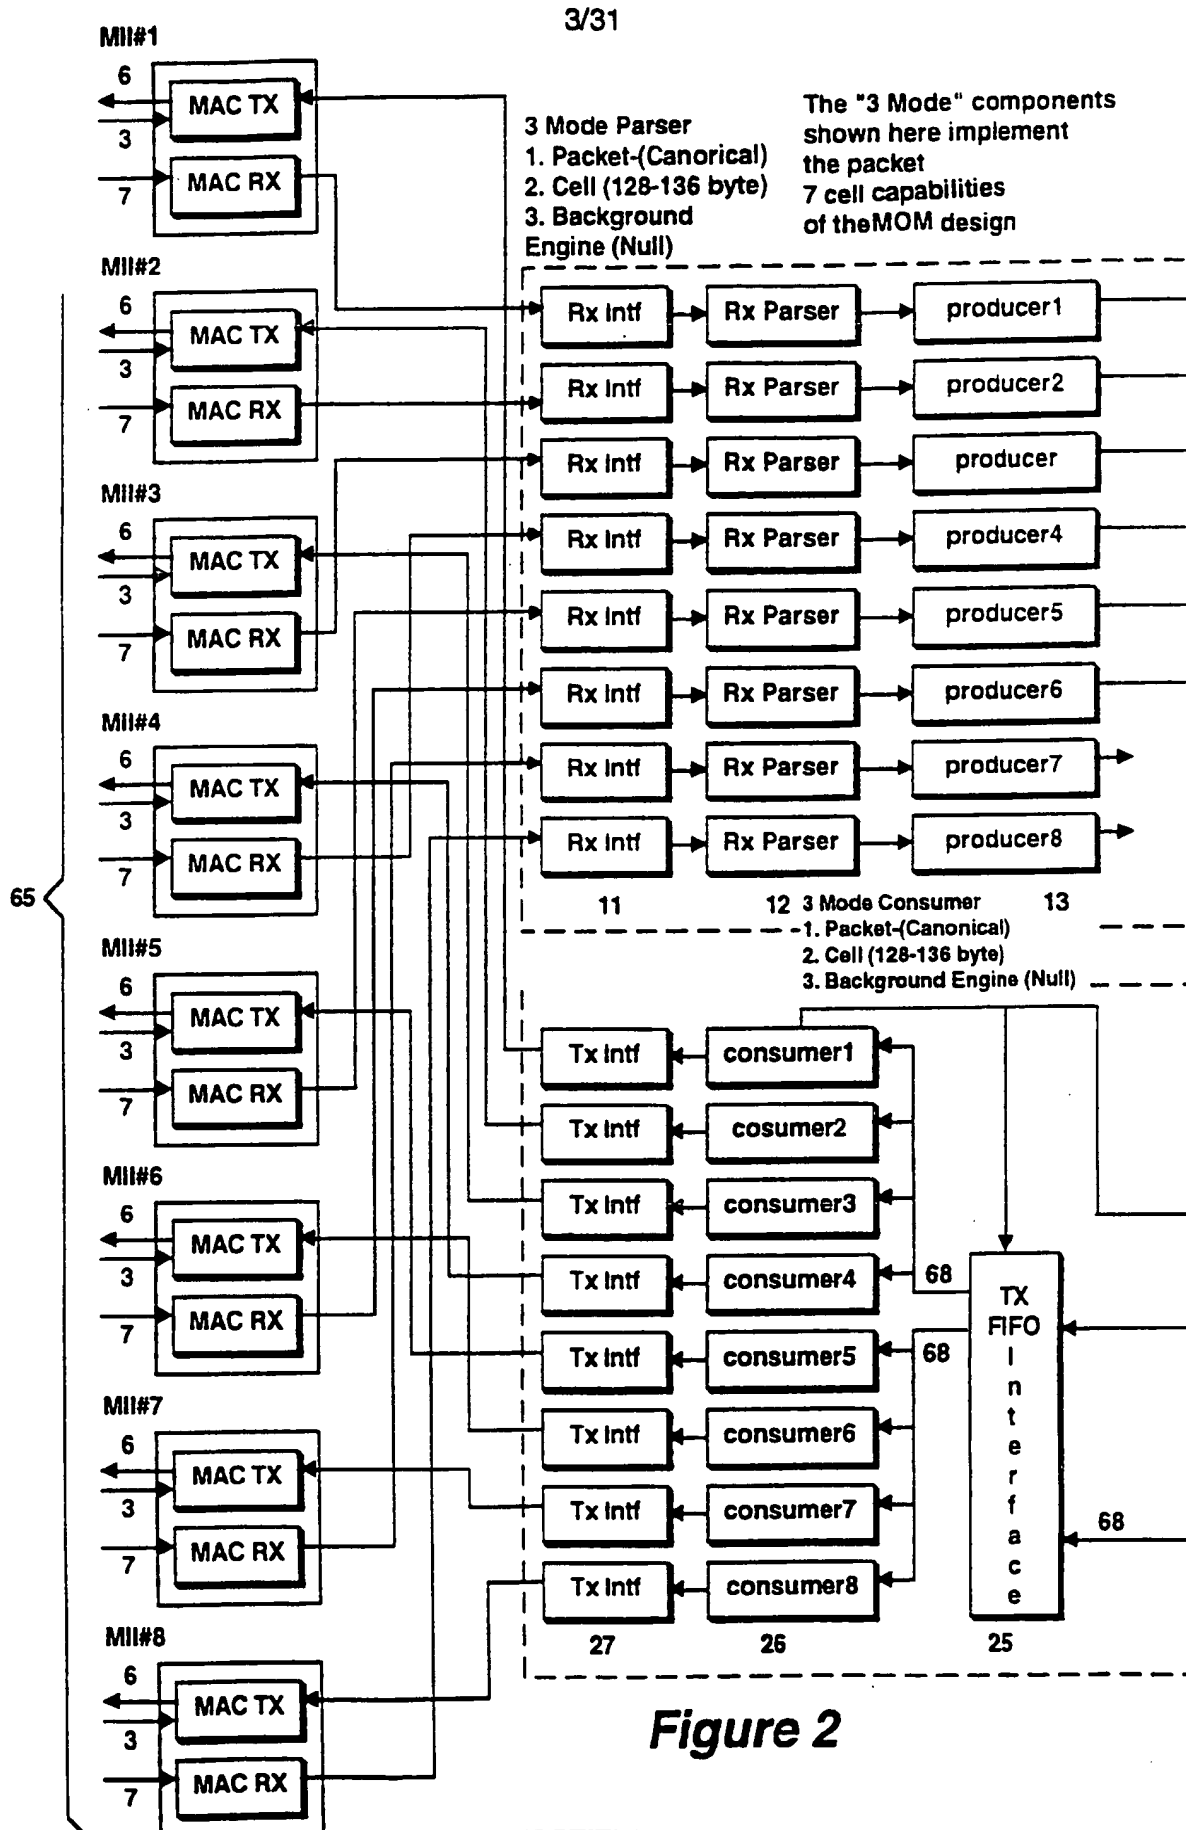 3/31
MII#1
6
MAC TX
3
MAC RX
7
3 Mode Parser
1. Packet-(Canorical)
2. Cell (128-136 byte)
3. Background
Engine (Null)
The "3 Mode" components
shown here implement
the packet
7 cell capabilities
of theMOM design
MII#2
6
MAC TX
3
MAC RX
7
MII#3
6
MAC TX
3
MAC RX
7
MII#4
6
MAC TX
3
MAC RX
7
65
MII#5
6
MAC TX
3
MAC RX
7
MII#6
6
MAC TX
3
MAC RX
7
MII#7
6
MAC TX
3
MAC RX
7
MII#8
6
MAC TX
3
MAC RX
7
Rx Intf Rx Parser producer1
Rx Intf Rx Parser producer2
Rx Intf Rx Parser producer
Rx Intf Rx Parser producer4
Rx Intf Rx Parser producer5
Rx Intf Rx Parser producer6
Rx Intf Rx Parser producer7
Rx Intf Rx Parser producer8
11 12 13
3 Mode Consumer
1. Packet-(Canonical)
2. Cell (128-136 byte)
3. Background Engine (Null)
Tx Intf consumer1
Tx Intf cosumer2
Tx Intf consumer3
Tx Intf consumer4
68
Tx Intf consumer5
68
Tx Intf consumer6
Tx Intf consumer7
Tx Intf consumer8
TX
FIFO
I
n
t
e
r
f
a
c
e
68
27 26 25
Figure 2